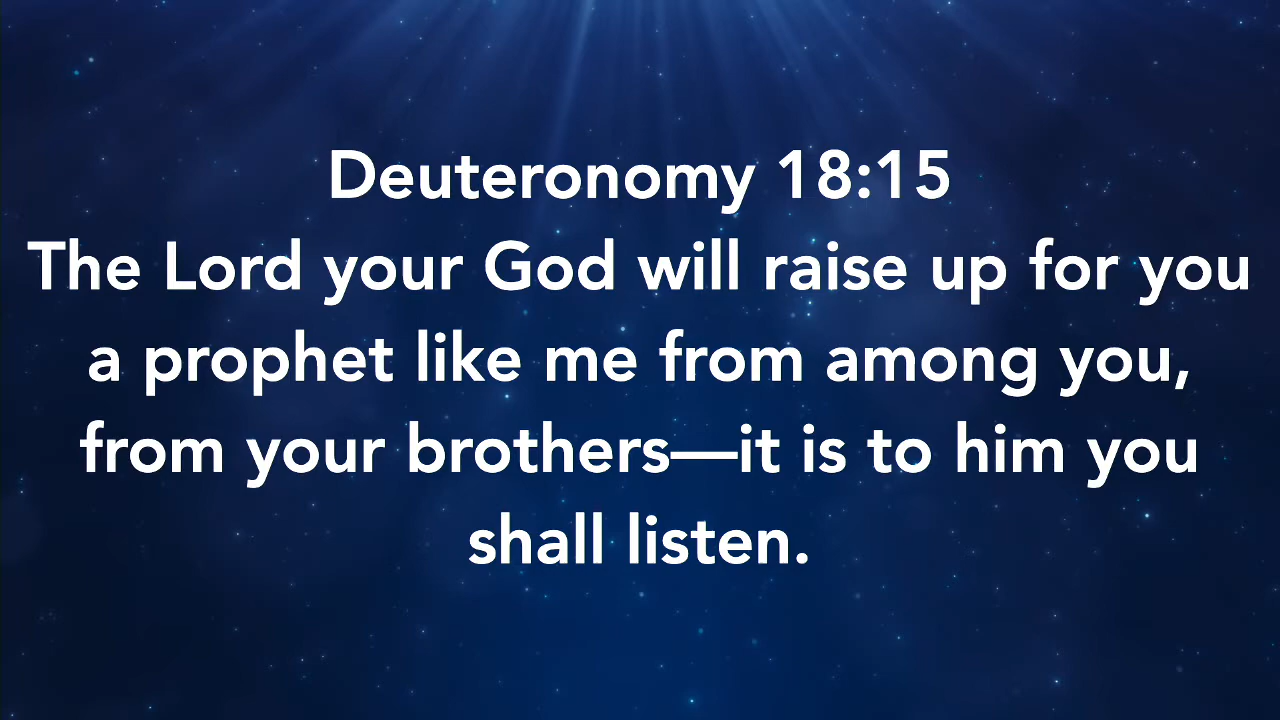 Deuteronomy 18:15
The Lord your God will raise up for you
a prophet like me from among you,
from your brothers—it is to him you
shall listen.